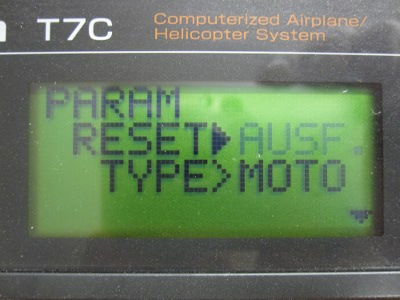 T7C
Computerized Airplane/
Helicopter System
PARAM
RESET▶AUSF.
TYPE>MOTO